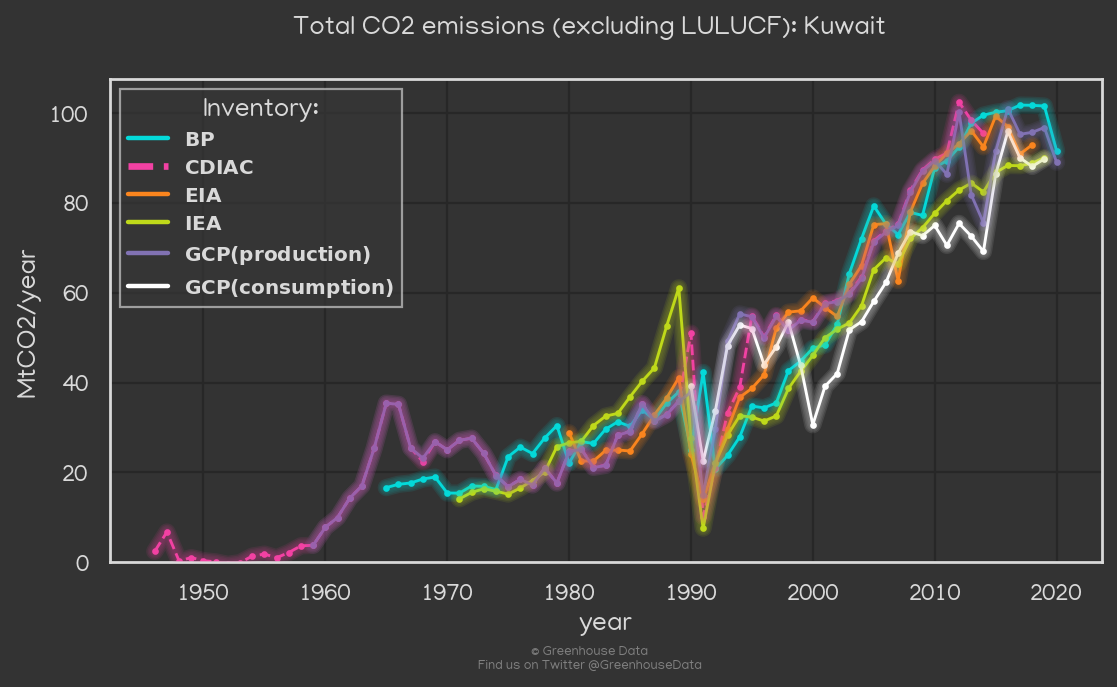 Total CO2 emissions (excluding LULUCF): Kuwait
Inventory:
BP
CDIAC
EIA
IEA
GCP(production)
GCP(consumption)
MtCO2/year
100
80
60
40
20
0
1950 1960 1970 1980 1990 2000 2010 2020
year
© Greenhouse Data
Find us on Twitter @GreenhouseData